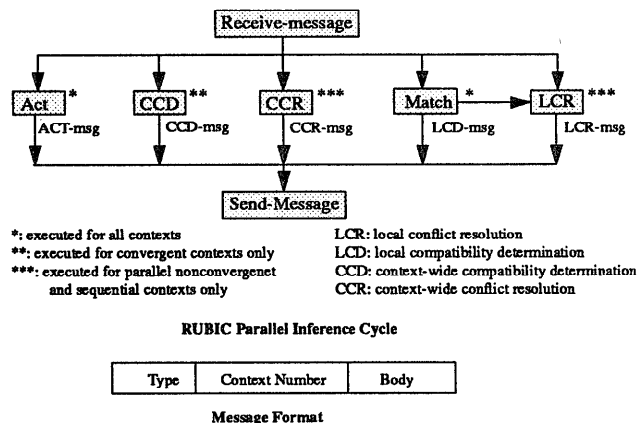 Receive-message
Act * CCD ** CCR *** Match * LCR ***
ACT-msg CCD-msg CCR-msg LCD-msg LCR-msg
Send-Message
*: executed for all contexts
**: executed for convergent contexts only
***: executed for parallel nonconvergenet
and sequential contexts only
LCR: local conflict resolution
LCD: local compatibility determination
CCD: context-wide compatibility determination
CCR: context-wide conflict resolution
RUBIC Parallel Inference Cycle
Type Context Number Body
Message Format